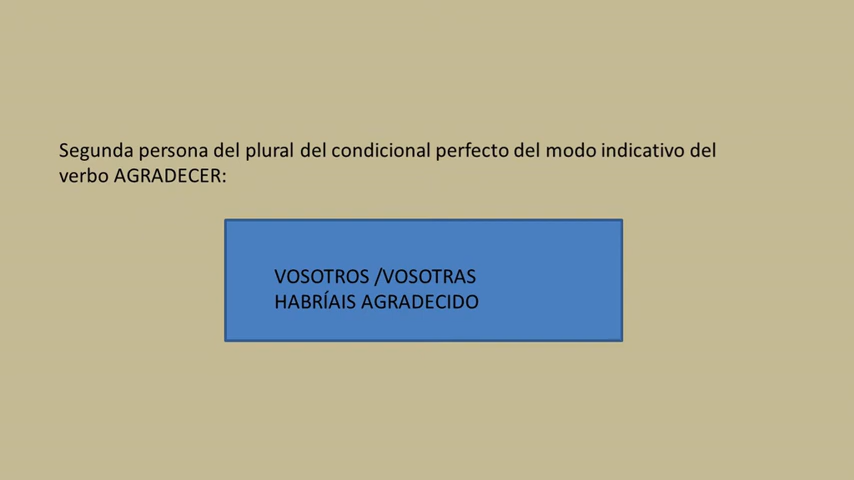 Segunda persona del plural del condicional perfecto del modo indicativo del
verbo AGRADECER:
VOSOTROS /VOSOTRAS
HABRÍAIS AGRADECIDO